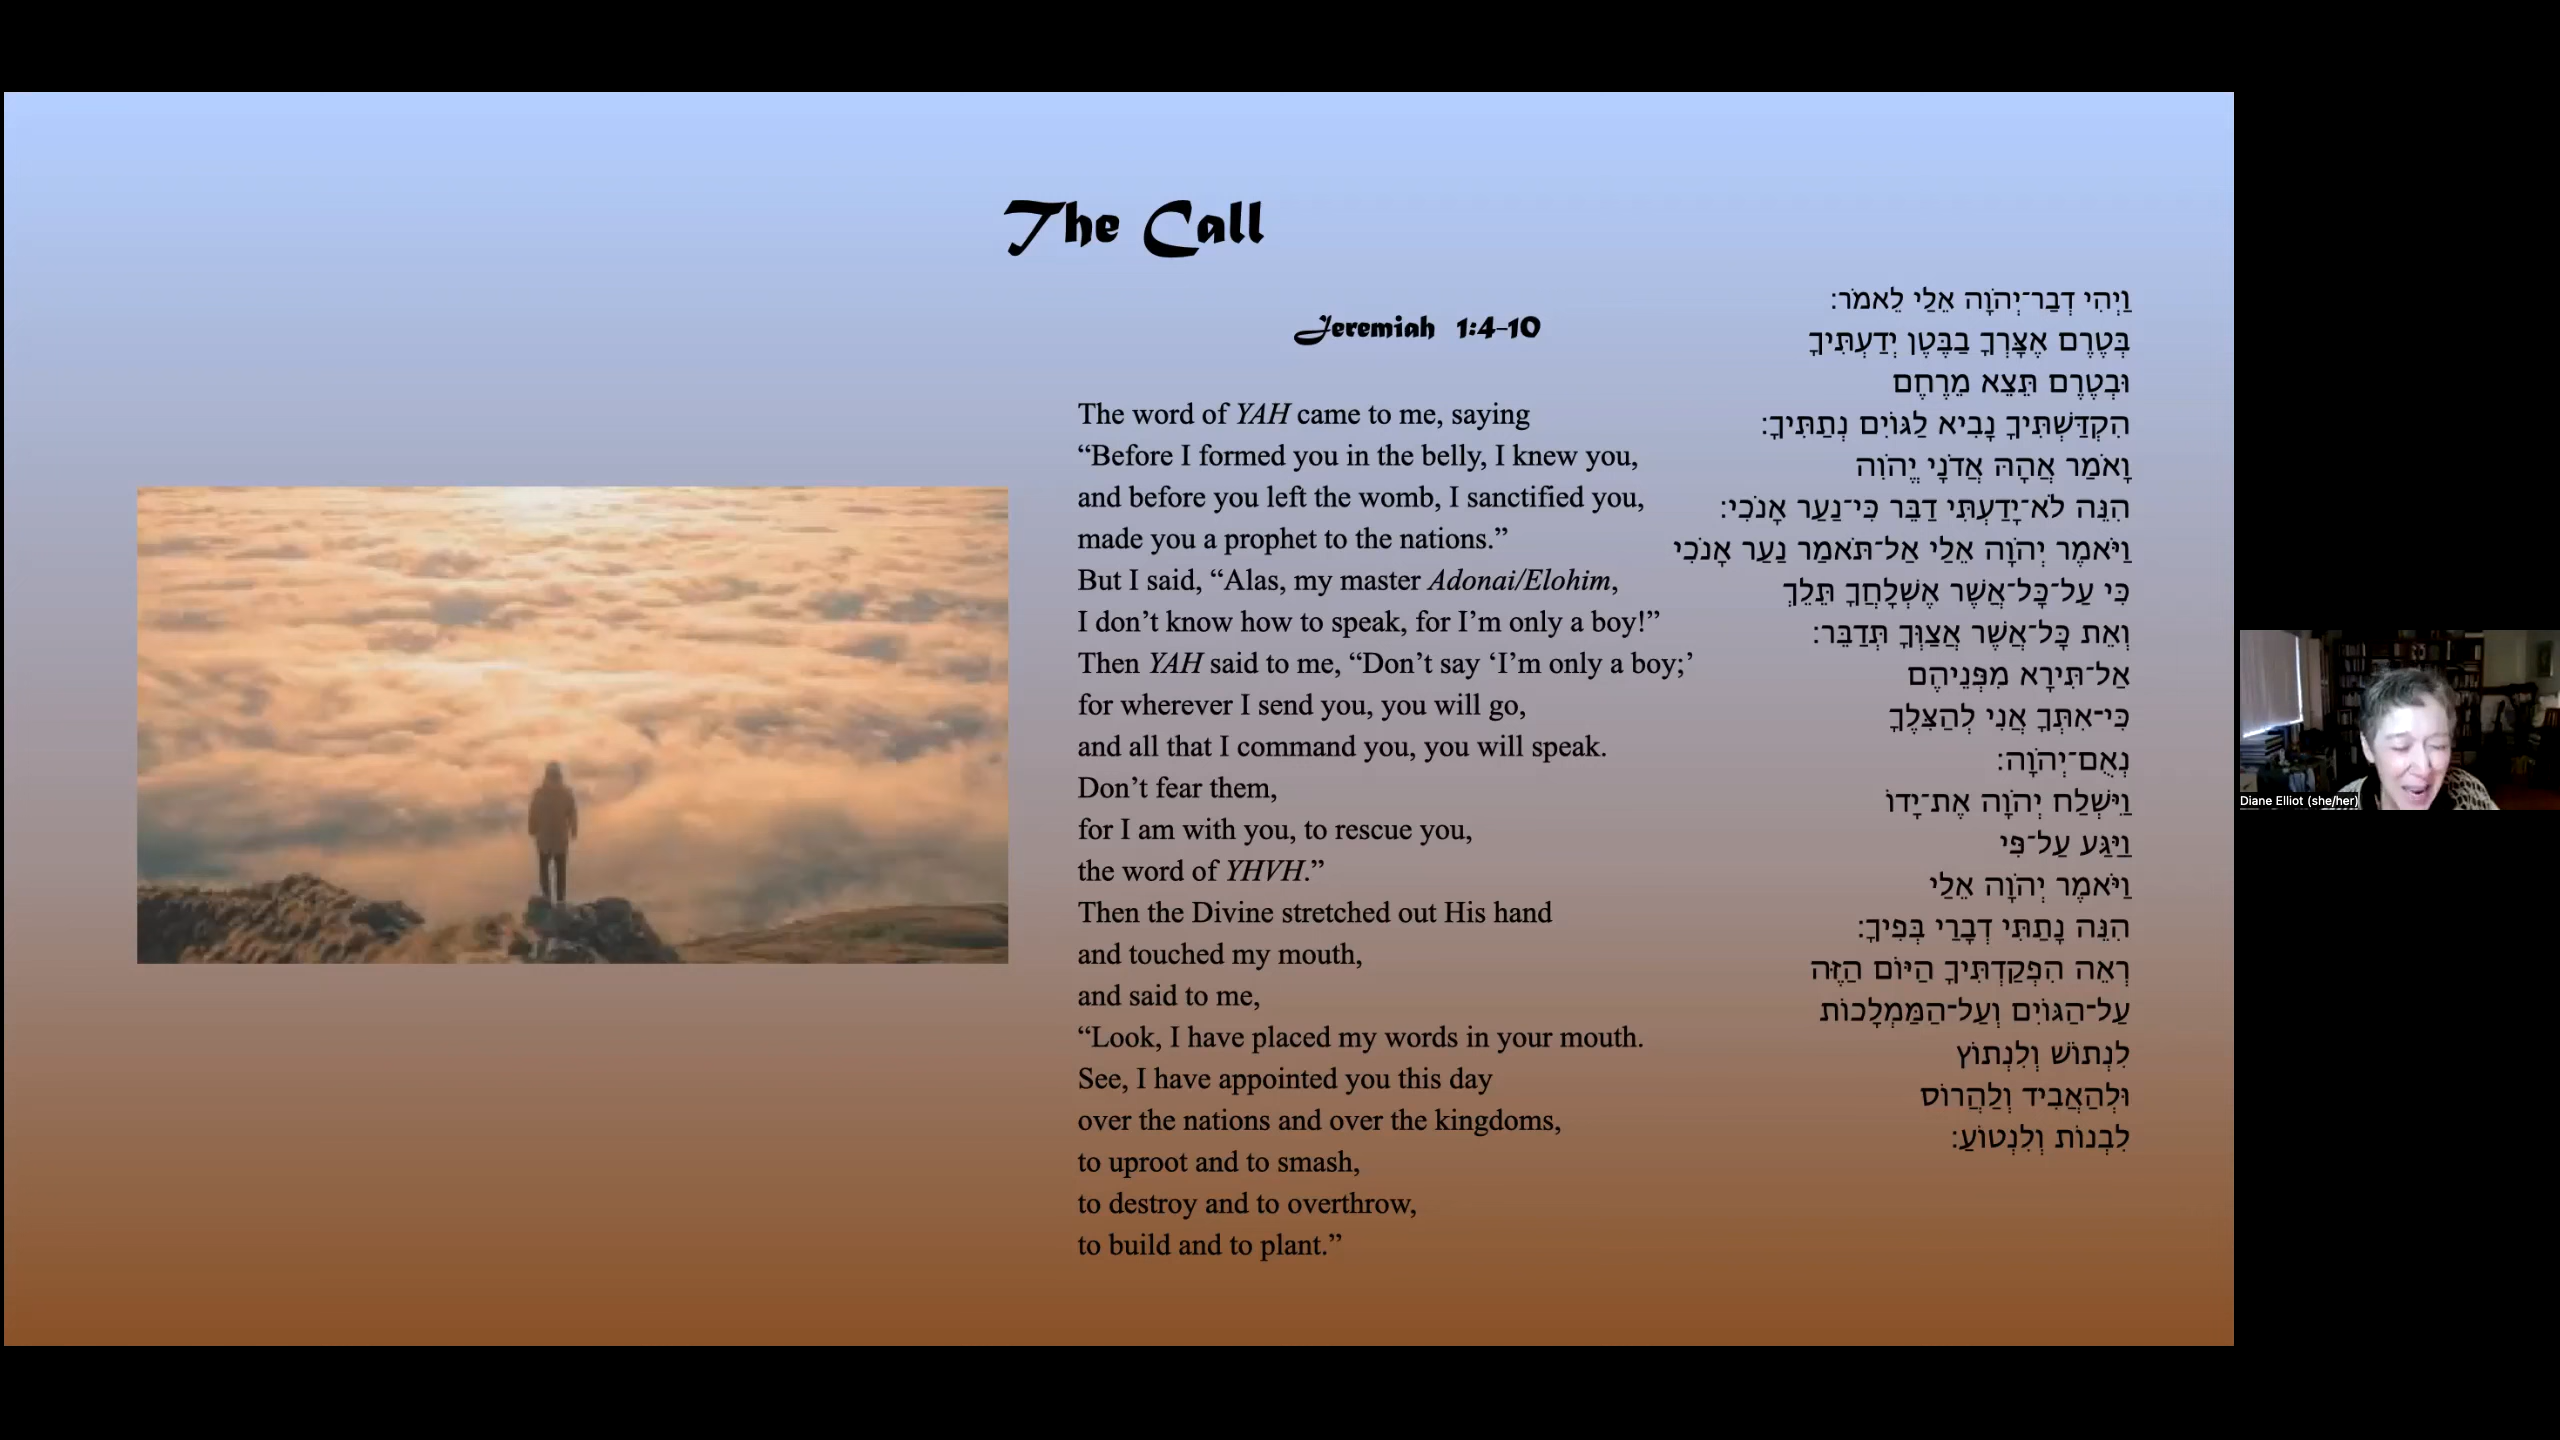 The Call
Jeremiah 1:4-10
The word of YAH came to me, saying
“Before I formed you in the belly, I knew you,
and before you left the womb, I sanctified you,
made you a prophet to the nations.”
But I said, “Alas, my master Adonai/Elohim,
I don’t know how to speak, for I’m only a boy!”
Then YAH said to me, “Don’t say ‘I’m only a boy;’
for wherever I send you, you will go,
and all that I command you, you will speak.
Don’t fear them,
for I am with you, to rescue you,
the word of YHVH.”
Then the Divine stretched out His hand
and touched my mouth,
and said to me,
“Look, I have placed my words in your mouth.
See, I have appointed you this day
over the nations and over the kingdoms,
to uproot and to smash,
to destroy and to overthrow,
to build and to plant.”
וַיְהִי דְבַר־יְהֹוָה אֵלַי לֵאמֹר׃
בְּטֶרֶם אֶצָּרְךָ בַבֶּטֶן יְדַעְתִּיךָ
וּבְטֶרֶם תֵּצֵא מֵרֶחֶם
הִקְדַּשְׁתִּיךָ נָבִיא לַגּוֹיִם נְתַתִּיךָ׃
וָאֹמַר אֲהָהּ אֲדֹנָי יֱהֹוִה
הִנֵּה לֹא־יָדַעְתִּי דַּבֵּר כִּי־נַעַר אָנֹכִי׃
וַיֹּאמֶר יְהֹוָה אֵלַי אַל־תֹּאמַר נַעַר אָנֹכִי
כִּי עַל־כׇּל־אֲשֶׁר אֶשְׁלָחֲךָ תֵּלֵךְ
וְאֵת כׇּל־אֲשֶׁר אֲצַוְּךָ תְּדַבֵּר׃
אַל־תִּירָא מִפְּנֵיהֶם
כִּי־אִתְּךָ אֲנִי לְהַצִּלֶךָ
נְאֻם־יְהֹוָה׃
וַיִּשְׁלַח יְהֹוָה אֶת־יָדוֹ
וַיַּגַּע עַל־פִּי
וַיֹּאמֶר יְהֹוָה אֵלַי
הִנֵּה נָתַתִּי דְבָרַי בְּפִיךָ׃
רְאֵה הִפְקַדְתִּיךָ הַיּוֹם הַזֶּה
עַל־הַגּוֹיִם וְעַל־הַמַּמְלָכוֹת
לִנְתוֹשׁ וְלִנְתוֹץ
וּלְהַאֲבִיד וְלַהֲרוֹס
לִבְנוֹת וְלִנְטוֹעַ׃
Diane Elliot (she/her)